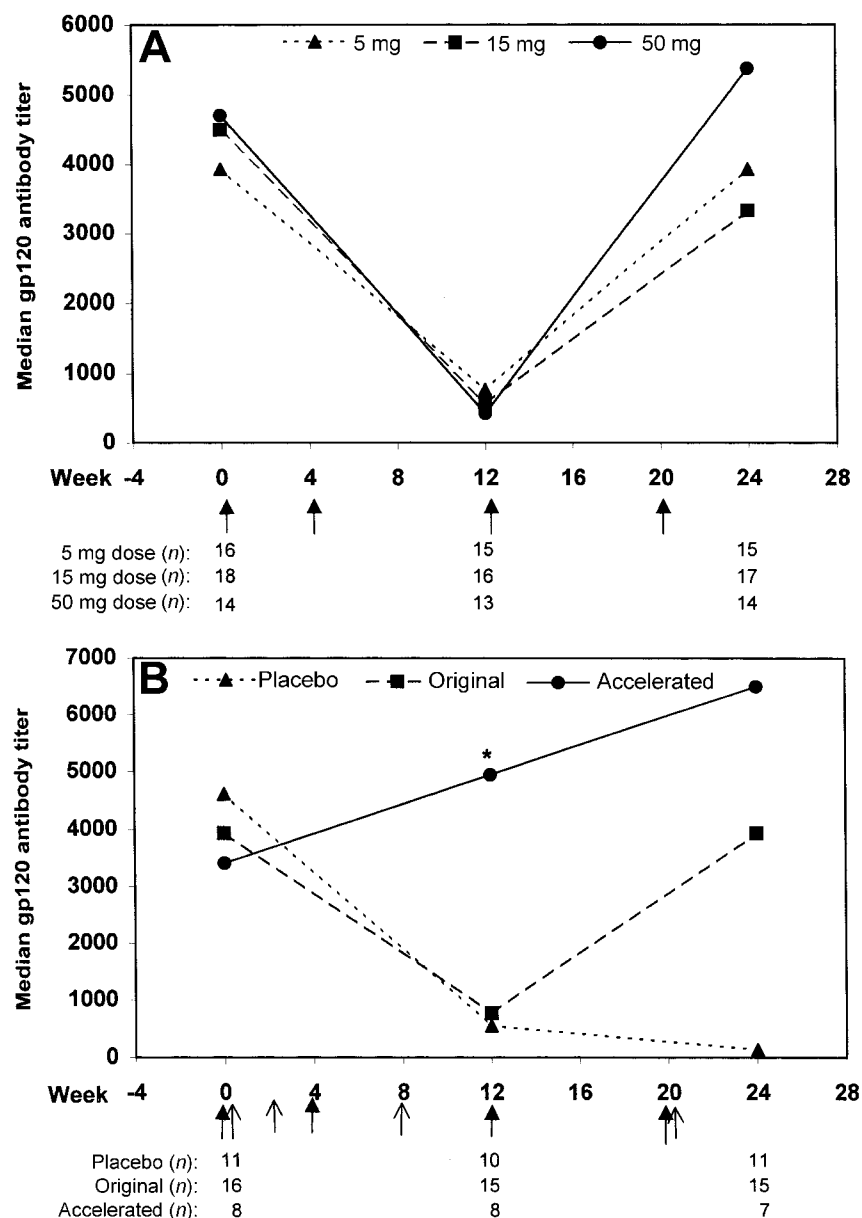 A
5 mg 15 mg 50 mg
Median gp120 antibody titer
6000
5000
4000
3000
2000
1000
0
Week -4 0 4 8 12 16 20 24 28
5 mg dose (n): 16 15 15
15 mg dose (n): 18 16 17
50 mg dose (n): 14 13 14
B
Placebo Original Accelerated
Median gp120 antibody titer
7000
6000
5000
4000
3000
2000
1000
0
*
Week -4 0 4 8 12 16 20 24 28
Placebo (n): 11 10 11
Original (n): 16 15 15
Accelerated (n): 8 8 7